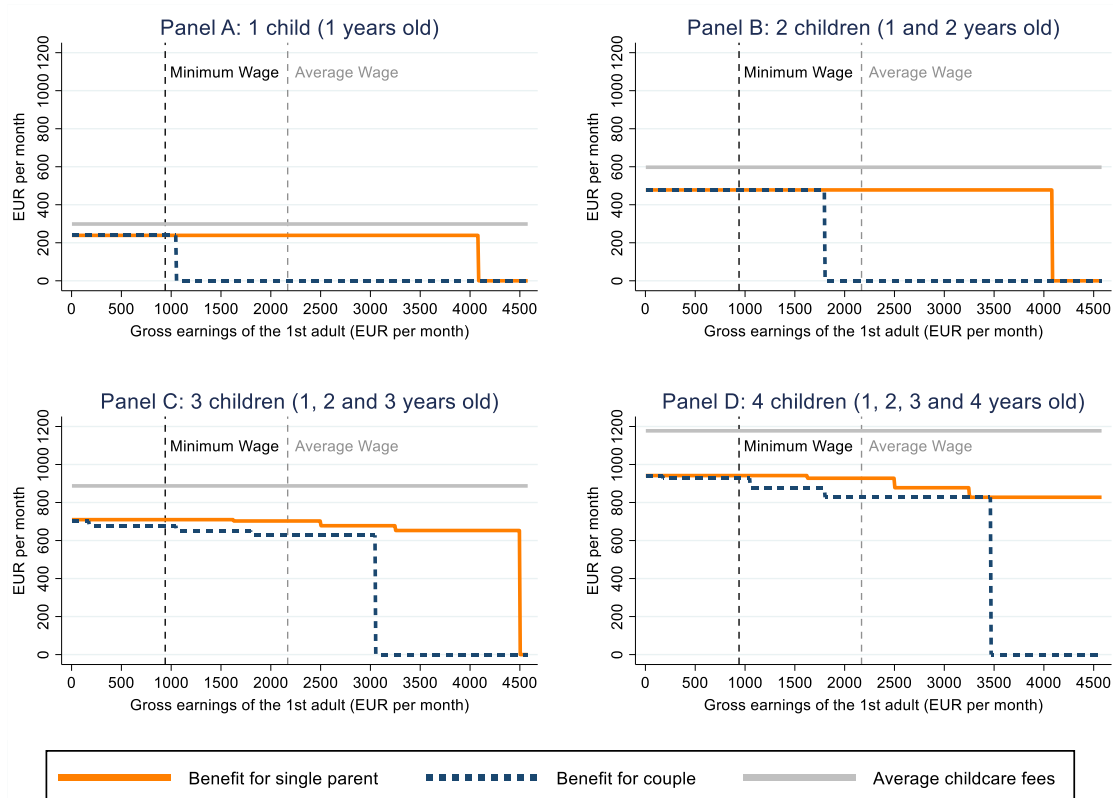 Panel A: 1 child (1 years old)
EUR per month
0 200 400 600 800 1000 1200
Minimum Wage
Average Wage
0 500 1000 1500 2000 2500 3000 3500 4000 4500
Gross earnings of the 1st adult (EUR per month)
Panel B: 2 children (1 and 2 years old)
EUR per month
0 200 400 600 800 1000 1200
Minimum Wage
Average Wage
0 500 1000 1500 2000 2500 3000 3500 4000 4500
Gross earnings of the 1st adult (EUR per month)
Panel C: 3 children (1, 2 and 3 years old)
EUR per month
0 200 400 600 800 1000 1200
Minimum Wage
Average Wage
0 500 1000 1500 2000 2500 3000 3500 4000 4500
Gross earnings of the 1st adult (EUR per month)
Panel D: 4 children (1, 2, 3 and 4 years old)
EUR per month
0 200 400 600 800 1000 1200
Minimum Wage
Average Wage
0 500 1000 1500 2000 2500 3000 3500 4000 4500
Gross earnings of the 1st adult (EUR per month)
Benefit for single parent
Benefit for couple
Average childcare fees